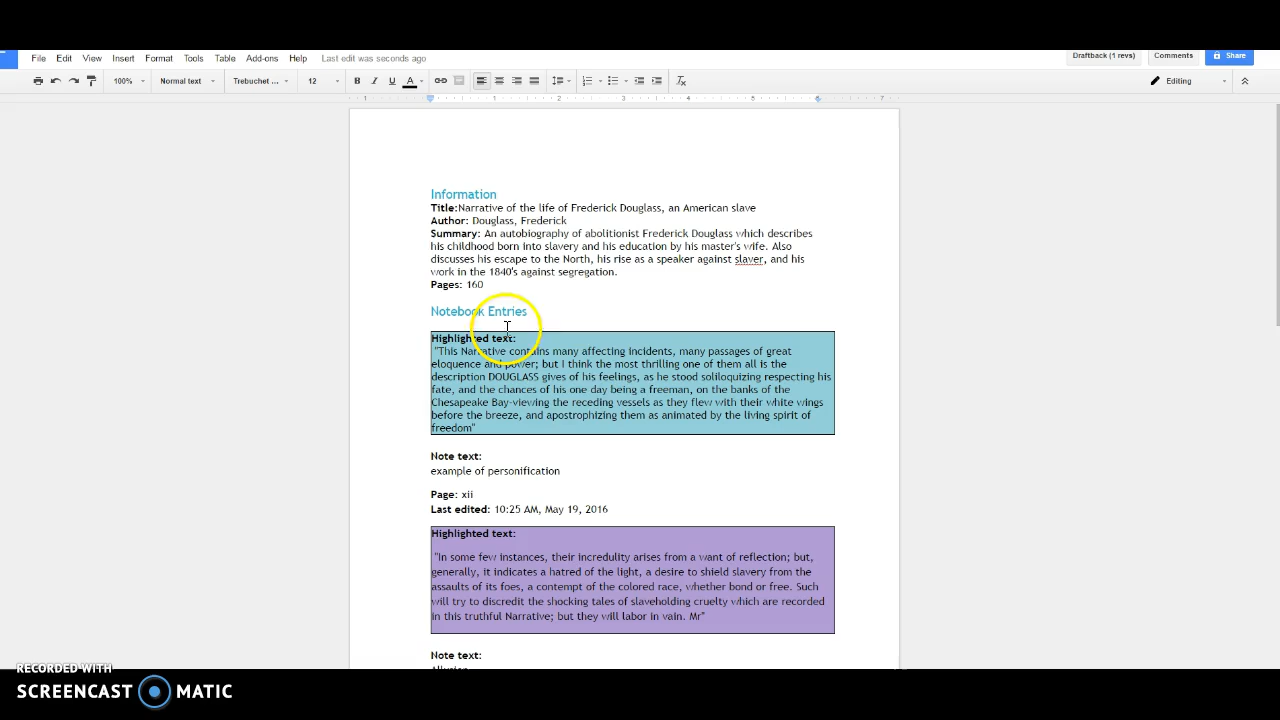 File Edit View Insert Format Tools Table Add-ons Help Last edit was seconds ago Draftback (1 revs) Comments Share
100% Normal text Trebuchet ... 12 B I U A Editing
1 1 2 3 4 5 6 7
Information
Title:Narrative of the life of Frederick Douglass, an American slave
Author: Douglass, Frederick
Summary: An autobiography of abolitionist Frederick Douglass which describes
his childhood born into slavery and his education by his master's wife. Also
discusses his escape to the North, his rise as a speaker against slaver, and his
work in the 1840's against segregation.
Pages: 160
Notebook Entries
Highlighted text:
"This Narrative contains many affecting incidents, many passages of great
eloquence and power; but I think the most thrilling one of them all is the
description DOUGLASS gives of his feelings, as he stood soliloquizing respecting his
fate, and the chances of his one day being a freeman, on the banks of the
Chesapeake Bay-viewing the receding vessels as they flew with their white wings
before the breeze, and apostrophizing them as animated by the living spirit of
freedom"
Note text:
example of personification
Page: xii
Last edited: 10:25 AM, May 19, 2016
Highlighted text:
"In some few instances, their incredulity arises from a want of reflection; but,
generally, it indicates a hatred of the light, a desire to shield slavery from the
assaults of its foes, a contempt of the colored race, whether bond or free. Such
will try to discredit the shocking tales of slaveholding cruelty which are recorded
in this truthful Narrative; but they will labor in vain. Mr"
Note text:
RECORDED WITH
SCREENCAST MATIC